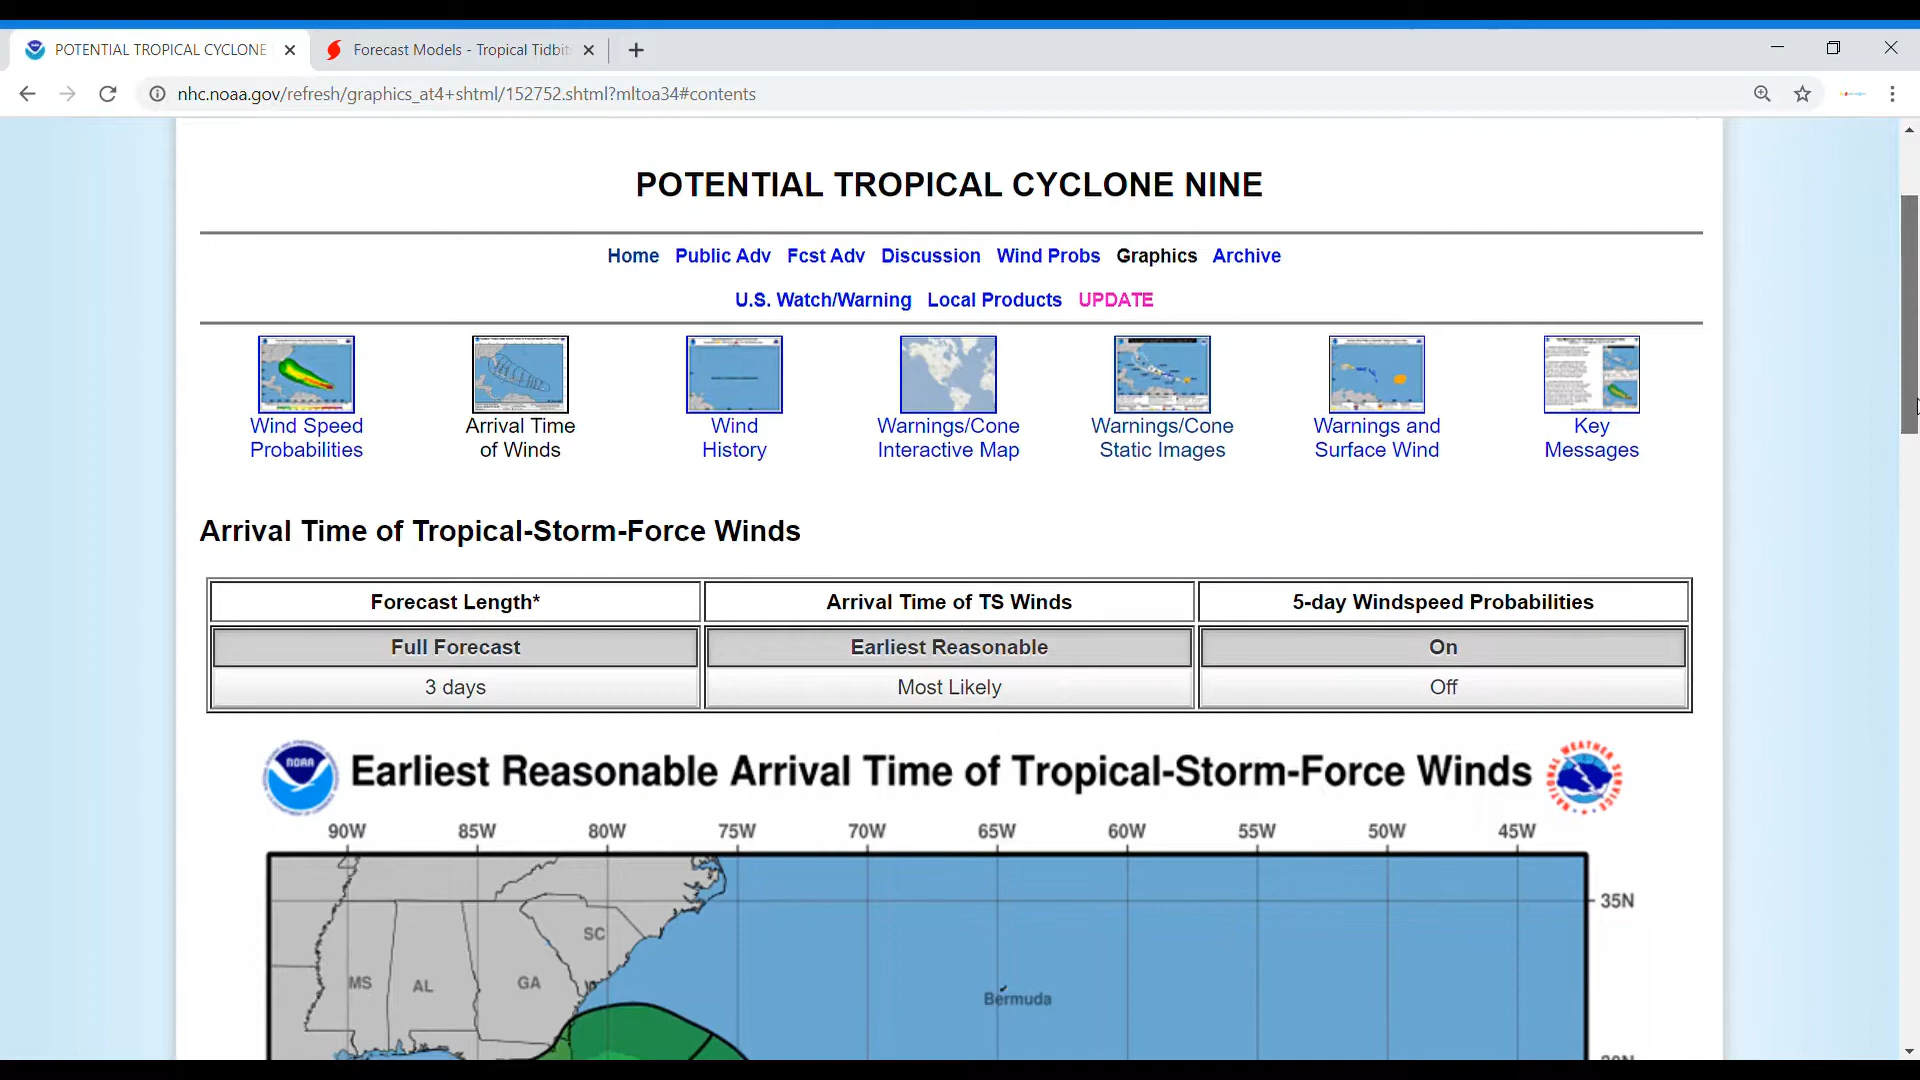 POTENTIAL TROPICAL CYCLONE
Forecast Models - Tropical Tidbit
nhc.noaa.gov/refresh/graphics_at4+shtml/152752.shtml?mltoa34#contents
POTENTIAL TROPICAL CYCLONE NINE
Home Public Adv Fcst Adv Discussion Wind Probs Graphics Archive
U.S. Watch/Warning Local Products UPDATE
Wind Speed Probabilities
Arrival Time of Winds
Wind History
Warnings/Cone Interactive Map
Warnings/Cone Static Images
Warnings and Surface Wind
Key Messages
Arrival Time of Tropical-Storm-Force Winds
Forecast Length* Arrival Time of TS Winds 5-day Windspeed Probabilities
Full Forecast Earliest Reasonable On
3 days Most Likely Off
NOAA Earliest Reasonable Arrival Time of Tropical-Storm-Force Winds
90W 85W 80W 75W 70W 65W 60W 55W 50W 45W
35N
SC
MS AL GA
Bermuda